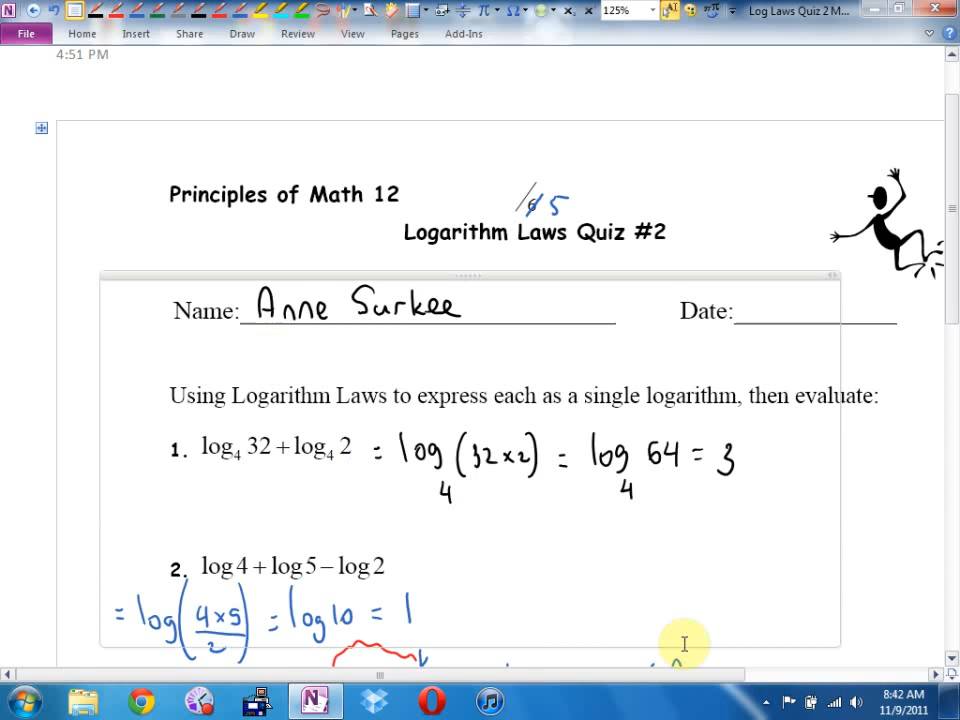 125%
Log Laws Quiz 2 M...
File Home Insert Share Draw Review View Pages Add-Ins
4:51 PM
Principles of Math 12
/6 5
Logarithm Laws Quiz #2
Name: Anne Surkee Date:
Using Logarithm Laws to express each as a single logarithm, then evaluate:
1. log₄ 32 + log₄ 2 = log₄ (32 × 2) = log₄ 64 = 3
2. log 4 + log 5 − log 2
= log(4 × 5 / 2) = log 10 = 1
8:42 AM
11/9/2011